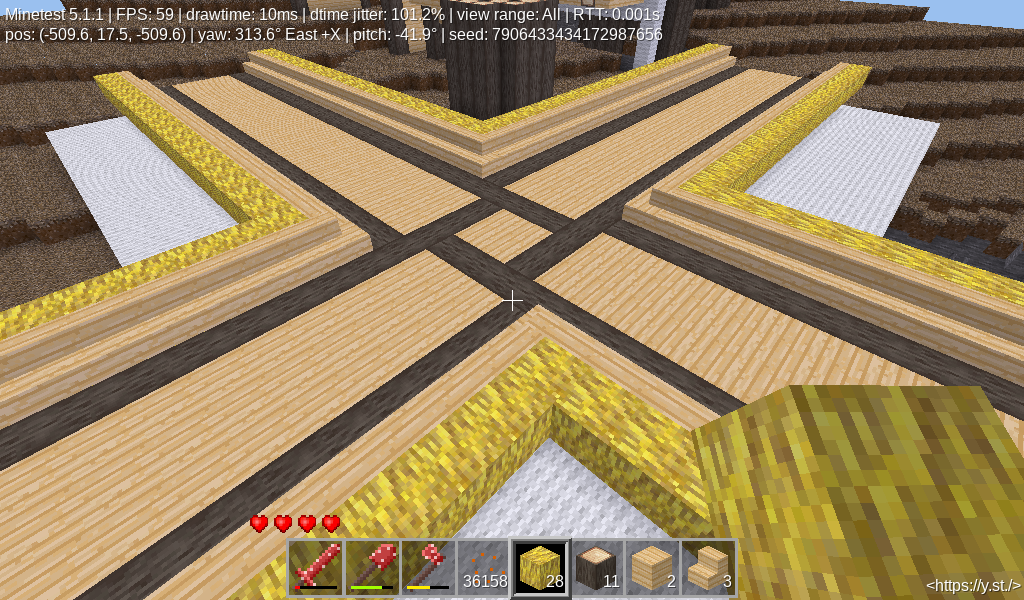 Minetest 5.1.1 | FPS: 59 | drawtime: 10ms | dtime jitter: 101.2% | view range: All | RTT: 0.001s
pos: (-509.6, 17.5, -509.6) | yaw: 313.6° East +X | pitch: -41.9° | seed: 7906433434172987656
36158 28 11 2 3
<https://y.st./>